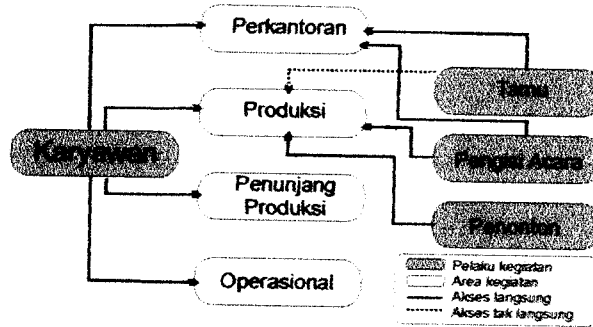 Perkantoran
Tamu
Produksi
Karyawan
Pengisi Acara
Penunjang
Produksi
Penonton
Operasional
Pelaku kegiatan
Area kegiatan
Akses langsung
Akses tak langsung